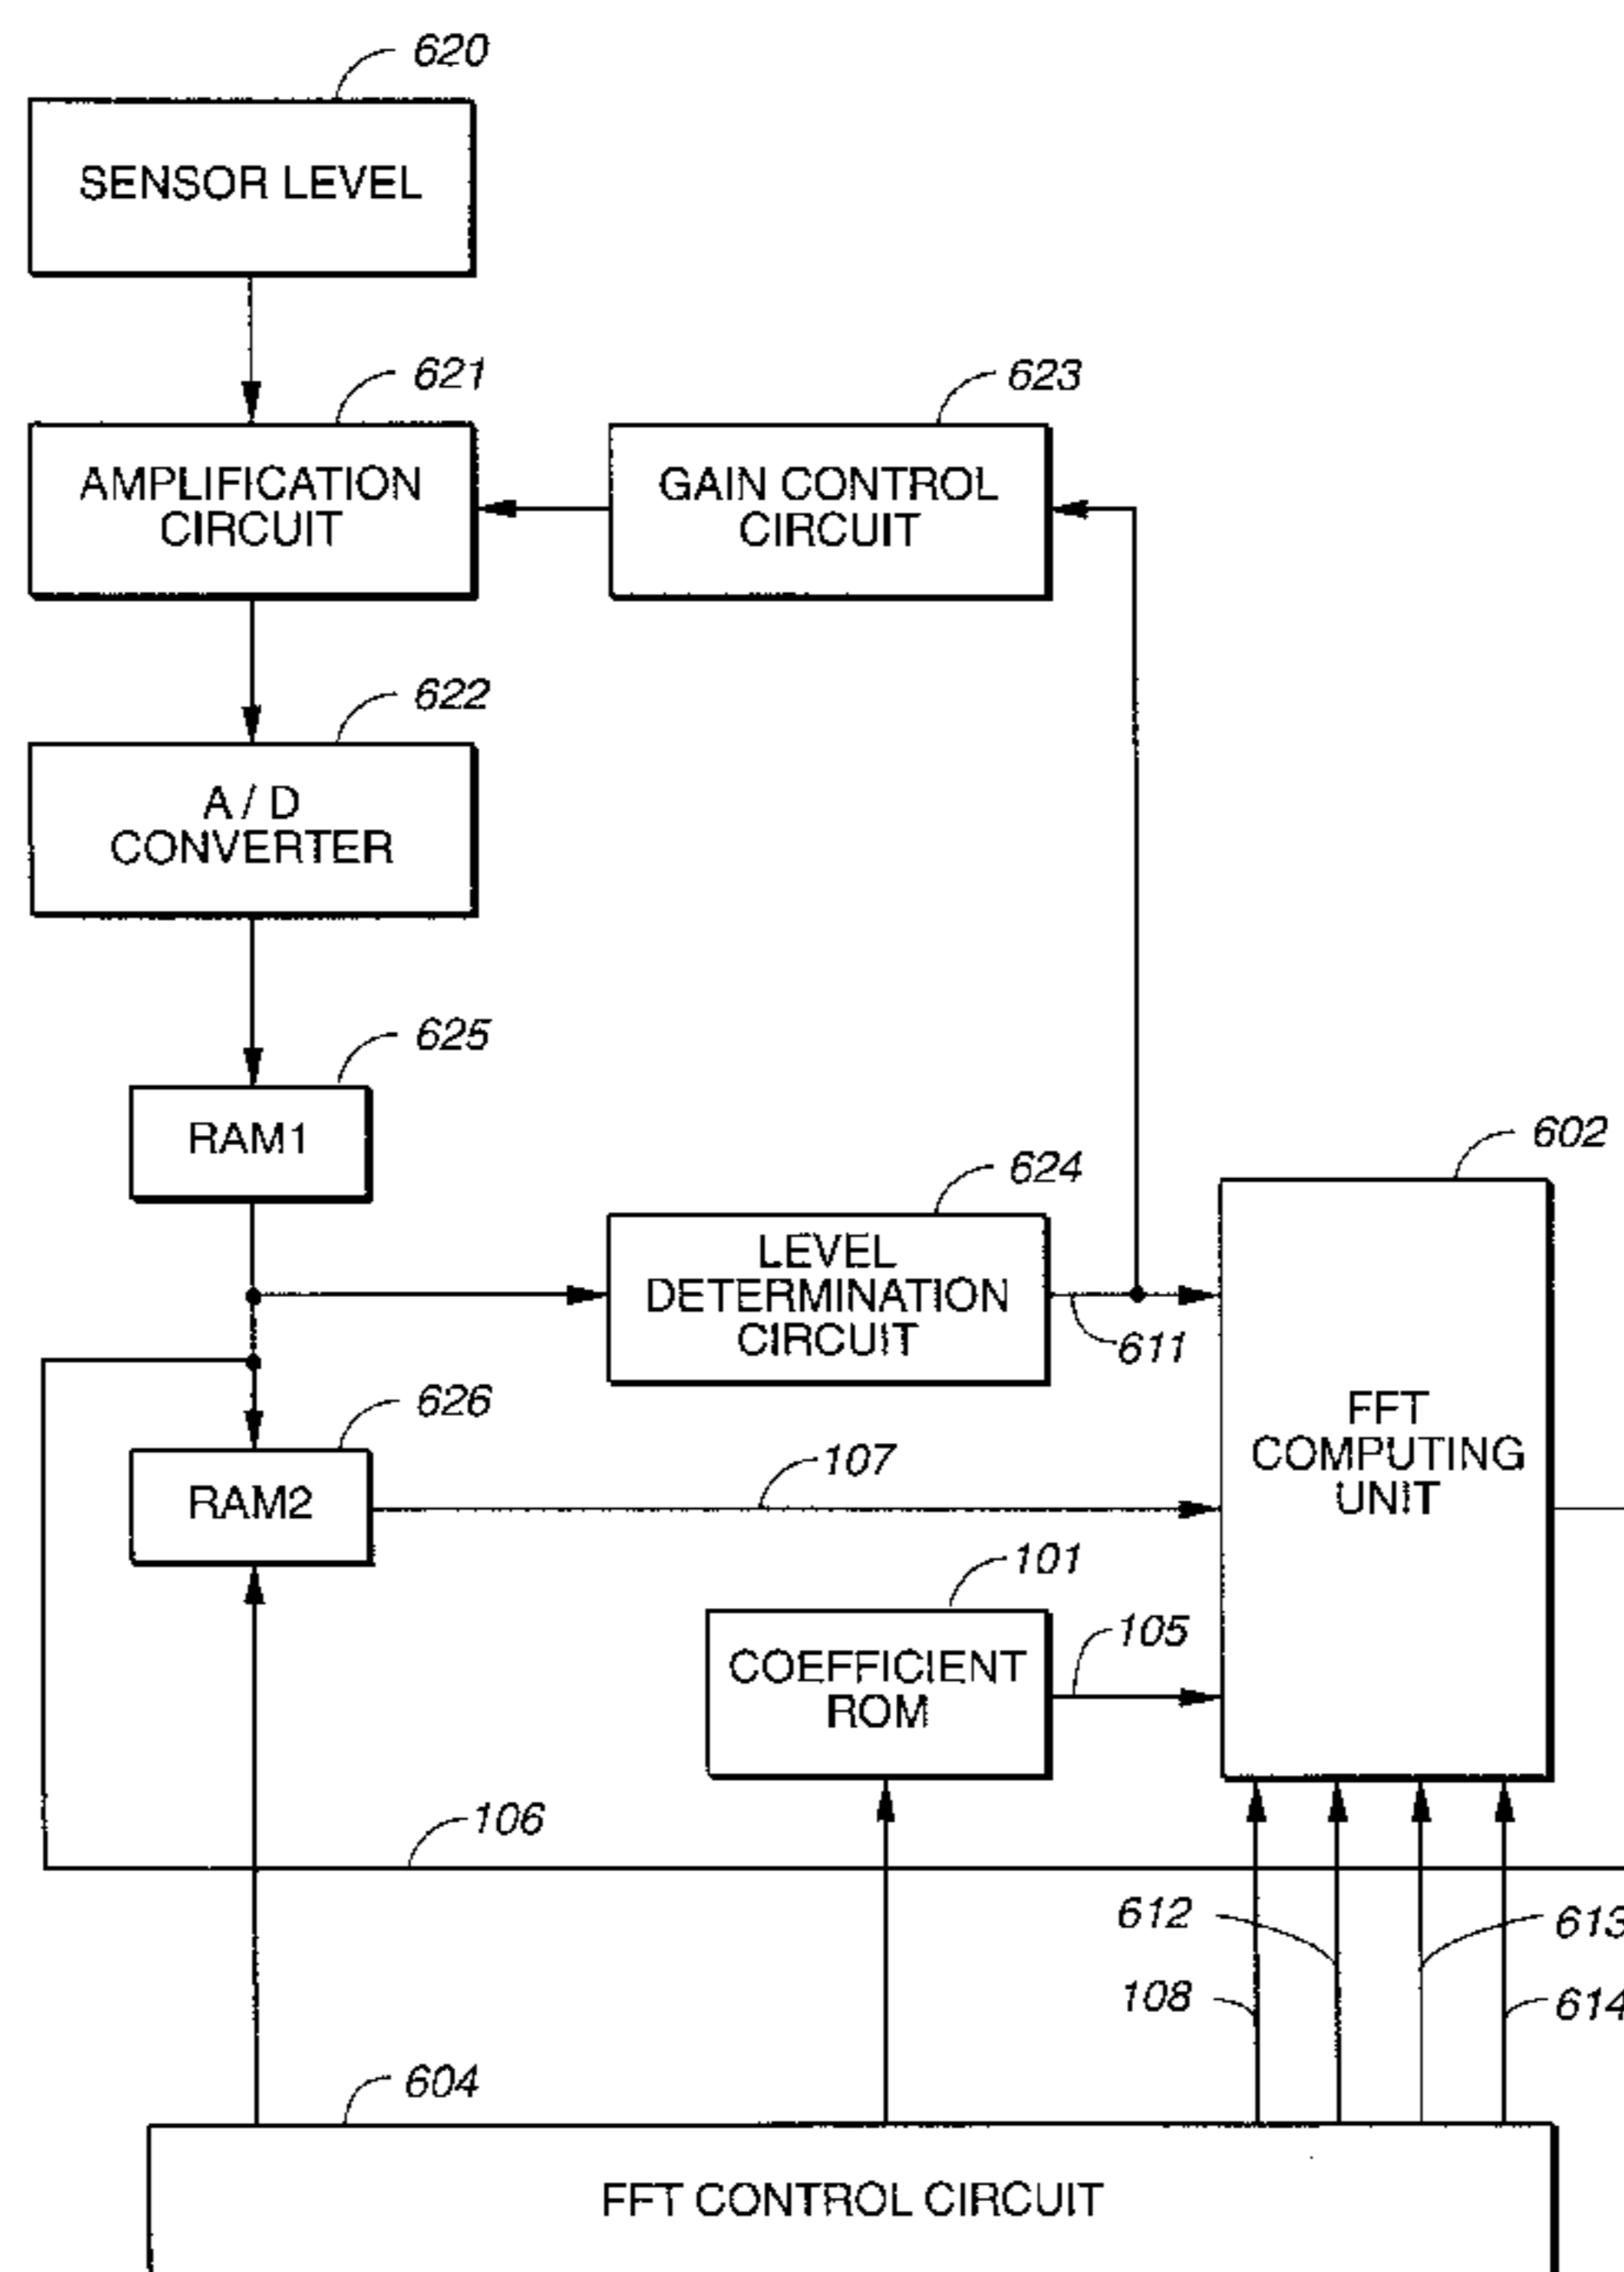 620
SENSOR LEVEL
621
AMPLIFICATION
CIRCUIT
623
GAIN CONTROL
CIRCUIT
622
A / D
CONVERTER
625
RAM1
624
LEVEL
DETERMINATION
CIRCUIT
611
602
FFT
COMPUTING
UNIT
626
RAM2
107
101
COEFFICIENT
ROM
105
106
612
613
108
614
604
FFT CONTROL CIRCUIT